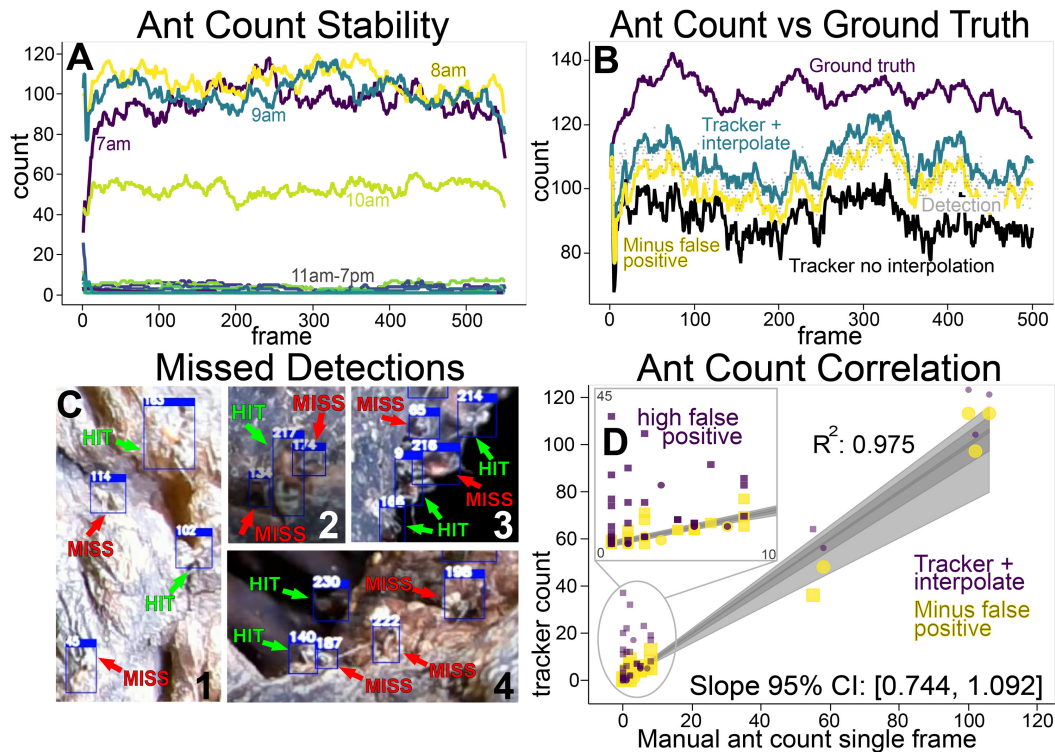 Ant Count Stability
A
120
100
80
60
40
20
0
count
8am
9am
7am
10am
11am-7pm
0
100
200
300
400
500
frame
Ant Count vs Ground Truth
B
140
120
100
80
count
Ground truth
Tracker +
interpolate
Detection
Minus false
positive
Tracker no interpolation
0
100
200
300
400
500
frame
Missed Detections
C
163
HIT
114
MISS
102
HIT
MISS
1
HIT
217
MISS
174
134
MISS
2
MISS
65
214
HIT
9
216
MISS
166
HIT
3
HIT
230
MISS
198
HIT
140
187
222
MISS
MISS
4
Ant Count Correlation
120
100
80
60
40
20
0
tracker count
45
D
high false
positive
0
10
R²: 0.975
Tracker +
interpolate
Minus false
positive
Slope 95% CI: [0.744, 1.092]
0
20
40
60
80
100
120
Manual ant count single frame